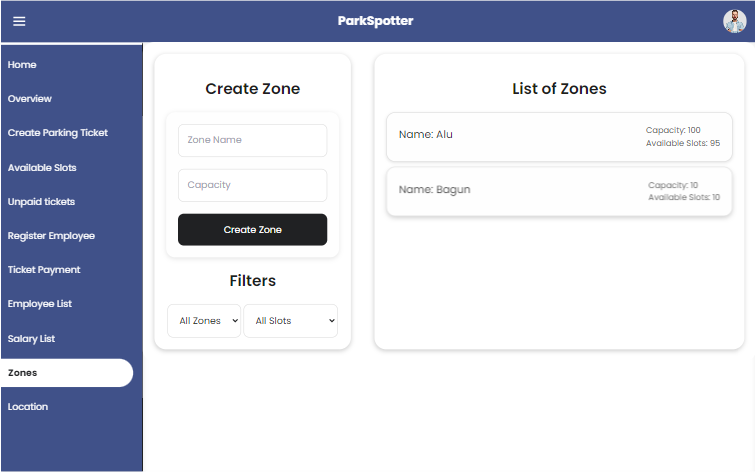 ParkSpotter
Home
Overview
Create Parking Ticket
Available Slots
Unpaid tickets
Register Employee
Ticket Payment
Employee List
Salary List
Zones
Location
Create Zone
Zone Name
Capacity
Create Zone
Filters
All Zones
All Slots
List of Zones
Name: Alu
Capacity: 100
Available Slots: 95
Name: Bagun
Capacity: 10
Available Slots: 10